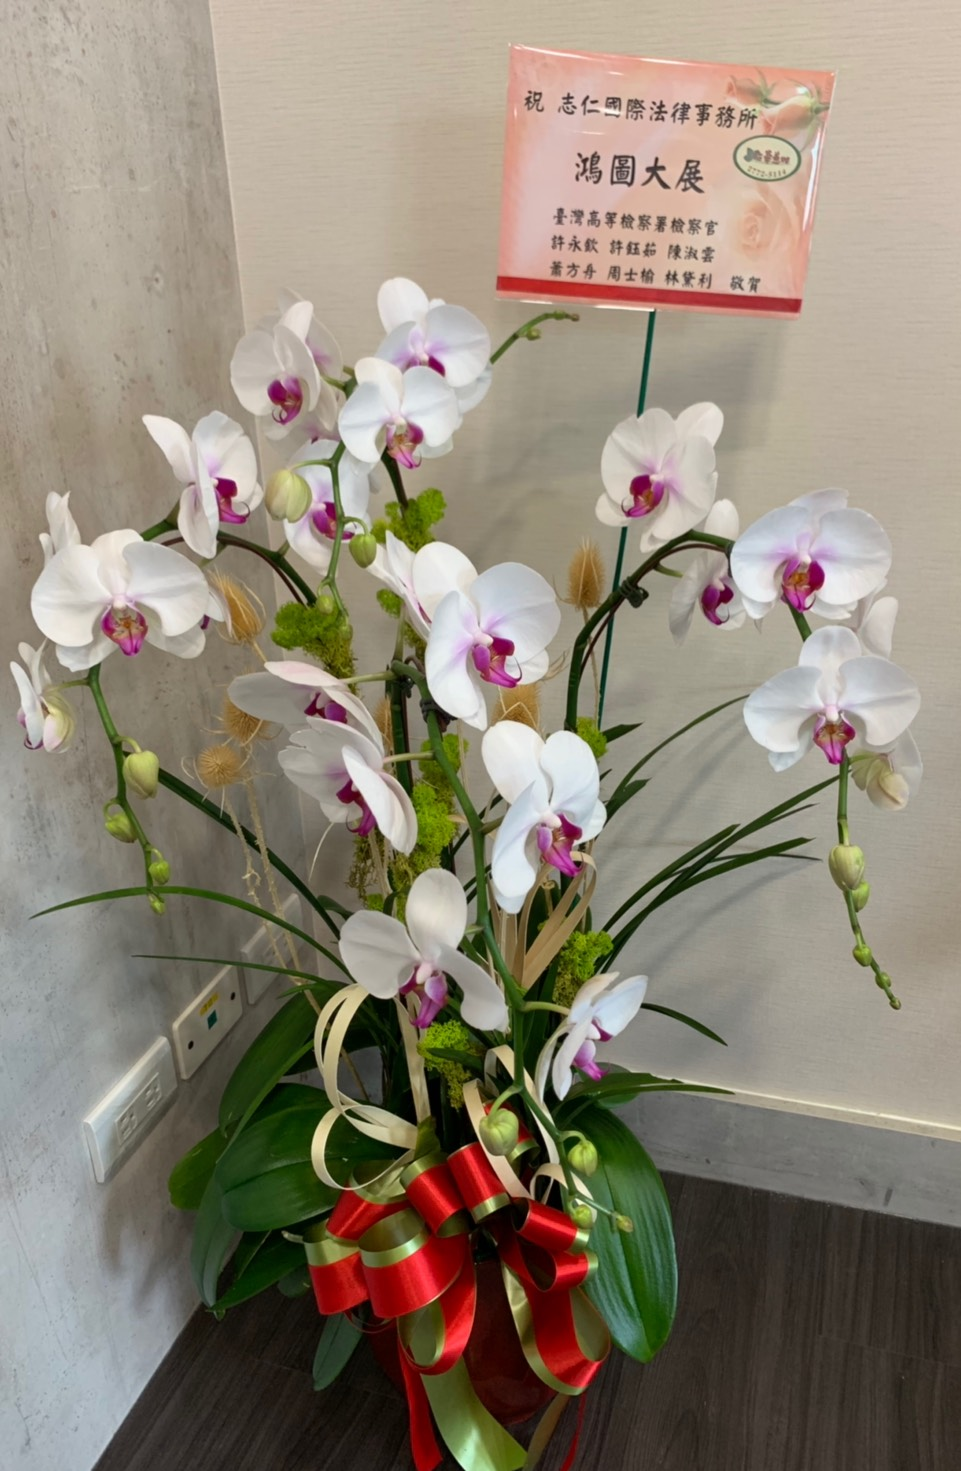 祝 志仁國際法律事務所
鴻圖大展
2772-5114
臺灣高等檢察署檢察官
許永欽 許鈺茹 陳淑雲
蕭方舟 周士榆 林黛利 敬賀